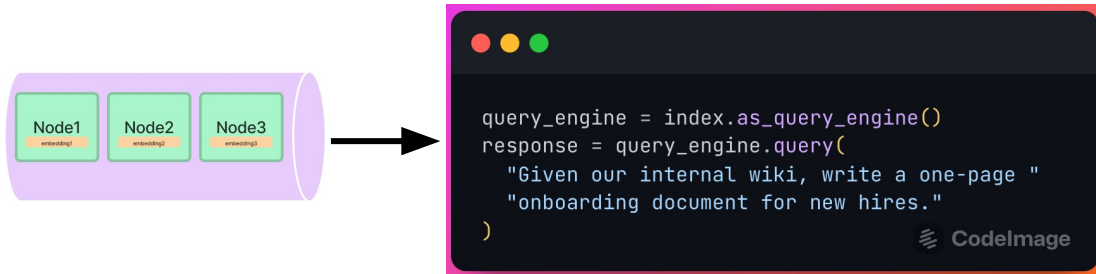 Node1
embedding1
Node2
embedding2
Node3
embedding3
query_engine = index.as_query_engine()
response = query_engine.query(
  "Given our internal wiki, write a one-page "
  "onboarding document for new hires."
)
CodeImage